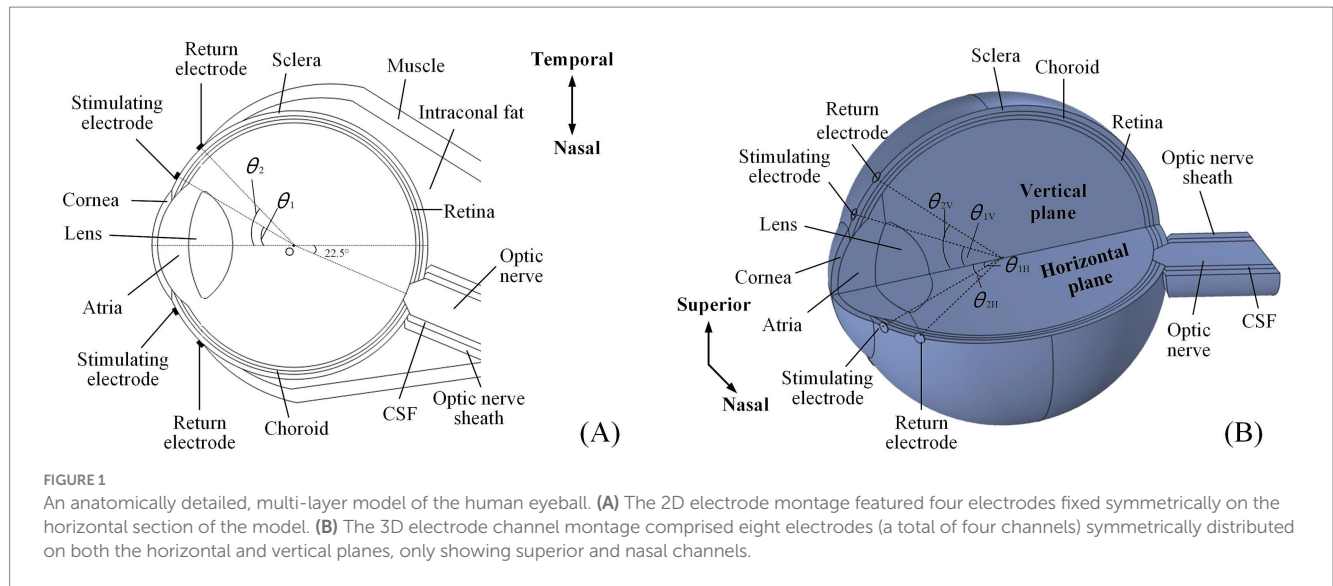 Return
electrode
Sclera
Muscle
Temporal
Nasal
Stimulating
electrode
Intraconal fat
θ2
θ1
Cornea
Lens
Retina
O
22.5°
Optic
nerve
Atria
Stimulating
electrode
Return
electrode
Choroid
CSF
Optic nerve
sheath
(A)
Sclera
Choroid
Return
electrode
Retina
Stimulating
electrode
Optic nerve
sheath
Vertical
plane
θ2V
θ1V
Lens
θ1H
Horizontal
plane
Cornea
θ2H
Superior
Atria
Optic
nerve
CSF
Nasal
Stimulating
electrode
Return
electrode
(B)
FIGURE 1
An anatomically detailed, multi-layer model of the human eyeball. (A) The 2D electrode montage featured four electrodes fixed symmetrically on the
horizontal section of the model. (B) The 3D electrode channel montage comprised eight electrodes (a total of four channels) symmetrically distributed
on both the horizontal and vertical planes, only showing superior and nasal channels.